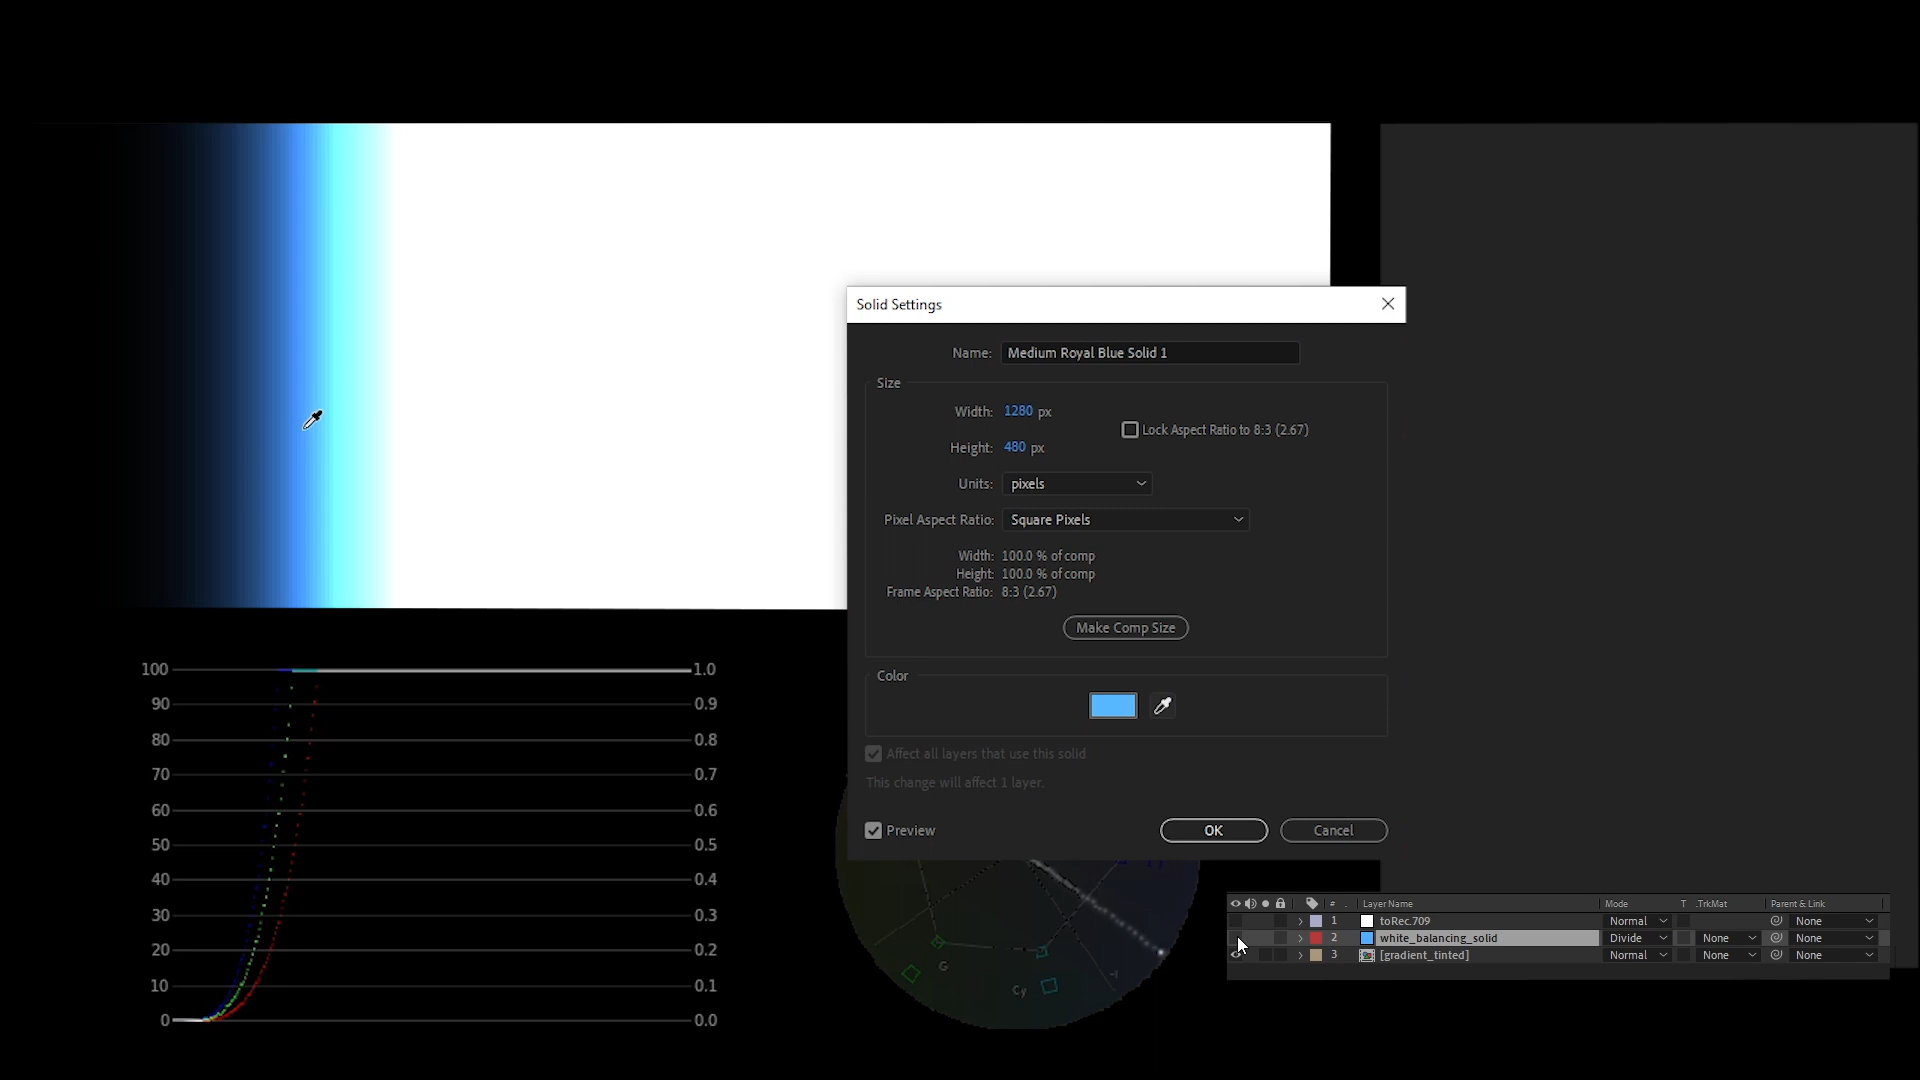 Solid Settings
Name: Medium Royal Blue Solid 1
Size
Width: 1280 px
Lock Aspect Ratio to 8:3 (2.67)
Height: 480 px
Units: pixels
Pixel Aspect Ratio: Square Pixels
Width: 100.0 % of comp
Height: 100.0 % of comp
Frame Aspect Ratio: 8:3 (2.67)
Make Comp Size
Color
Affect all layers that use this solid
This change will affect 1 layer.
Preview
OK
Cancel
100 1.0
90 0.9
80 0.8
70 0.7
60 0.6
50 0.5
40 0.4
30 0.3
20 0.2
10 0.1
0 0.0
G
Cy
-I
# . Layer Name Mode T .TrkMat Parent & Link
1 toRec.709 Normal None
2 white_balancing_solid Divide None None
3 [gradient_tinted] Normal None None